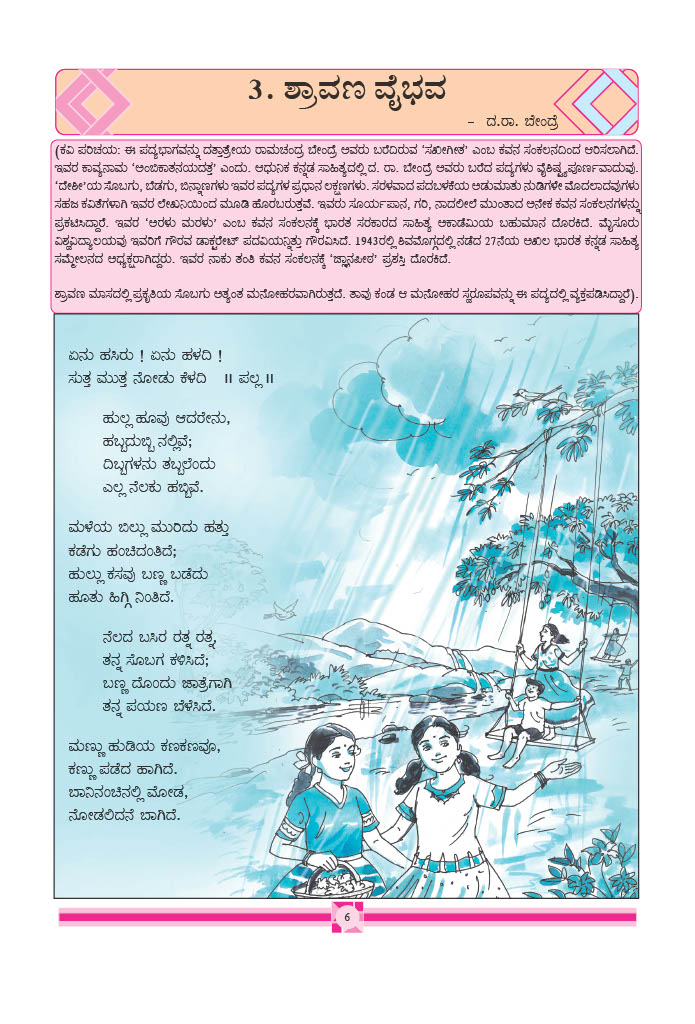 3. ಶ್ರಾವಣ ವೈಭವ
– ದ.ರಾ. ಬೇಂದ್ರೆ
(ಕವಿ ಪರಿಚಯ: ಈ ಪದ್ಯಭಾಗವನ್ನು ದತ್ತಾತ್ರೇಯ ರಾಮಚಂದ್ರ ಬೇಂದ್ರೆ ಅವರು ಬರೆದಿರುವ 'ಸಖೀಗೀತ' ಎಂಬ ಕವನ ಸಂಕಲನದಿಂದ ಆರಿಸಲಾಗಿದೆ.
ಇವರ ಕಾವ್ಯನಾಮ 'ಅಂಬಿಕಾತನಯದತ್ತ' ಎಂದು. ಆಧುನಿಕ ಕನ್ನಡ ಸಾಹಿತ್ಯದಲ್ಲಿ ದ. ರಾ. ಬೇಂದ್ರೆ ಅವರು ಬರೆದ ಪದ್ಯಗಳು ವೈಶಿಷ್ಟ್ಯಪೂರ್ಣವಾದುವು.
'ದೇಶೀ'ಯ ಸೊಬಗು, ಬೆಡಗು, ಬಿನ್ನಾಣಗಳು ಇವರ ಪದ್ಯಗಳ ಪ್ರಧಾನ ಲಕ್ಷಣಗಳು. ಸರಳವಾದ ಪದಬಳಕೆಯ ಅಡುಮಾತು ನುಡಿಗಳೇ ಮೊದಲಾದವುಗಳು
ಸಹಜ ಕವಿತೆಗಳಾಗಿ ಇವರ ಲೇಖನಿಯಿಂದ ಮೂಡಿ ಹೊರಬರುತ್ತವೆ. ಇವರು ಸೂರ್ಯಪಾನ, ಗರಿ, ನಾದಲೀಲೆ ಮುಂತಾದ ಅನೇಕ ಕವನ ಸಂಕಲನಗಳನ್ನು
ಪ್ರಕಟಿಸಿದ್ದಾರೆ. ಇವರ 'ಅರಳು ಮರಳು' ಎಂಬ ಕವನ ಸಂಕಲನಕ್ಕೆ ಭಾರತ ಸರಕಾರದ ಸಾಹಿತ್ಯ ಅಕಾಡೆಮಿಯ ಬಹುಮಾನ ದೊರಕಿದೆ. ಮೈಸೂರು
ವಿಶ್ವವಿದ್ಯಾಲಯವು ಇವರಿಗೆ ಗೌರವ ಡಾಕ್ಟರೇಟ್ ಪದವಿಯನ್ನಿತ್ತು ಗೌರವಿಸಿದೆ. 1943ರಲ್ಲಿ ಶಿವಮೊಗ್ಗದಲ್ಲಿ ನಡೆದ 27ನೆಯ ಅಖಿಲ ಭಾರತ ಕನ್ನಡ ಸಾಹಿತ್ಯ
ಸಮ್ಮೇಲನದ ಅಧ್ಯಕ್ಷರಾಗಿದ್ದರು. ಇವರ ನಾಕು ತಂತಿ ಕವನ ಸಂಕಲನಕ್ಕೆ 'ಜ್ಞಾನಪೀಠ' ಪ್ರಶಸ್ತಿ ದೊರಕಿದೆ.
ಶ್ರಾವಣ ಮಾಸದಲ್ಲಿ ಪ್ರಕೃತಿಯ ಸೊಬಗು ಅತ್ಯಂತ ಮನೋಹರವಾಗಿರುತ್ತದೆ. ತಾವು ಕಂಡ ಆ ಮನೋಹರ ಸ್ವರೂಪವನ್ನು ಈ ಪದ್ಯದಲ್ಲಿ ವ್ಯಕ್ತಪಡಿಸಿದ್ದಾರೆ).
ಏನು ಹಸಿರು ! ಏನು ಹಳದಿ !
ಸುತ್ತ ಮುತ್ತ ನೋಡು ಕೆಳದಿ ॥ ಪಲ್ಲ ॥
ಹುಲ್ಲ ಹೂವು ಆದರೇನು,
ಹಬ್ಬದುಬ್ಬಿ ನಲ್ಲಿವೆ;
ದಿಬ್ಬಗಳನು ತಬ್ಬಲೆಂದು
ಎಲ್ಲ ನೆಲಕು ಹಬ್ಬಿವೆ.
ಮಳೆಯ ಬಿಲ್ಲು ಮುರಿದು ಹತ್ತು
ಕಡೆಗು ಹಂಚಿದಂತಿದೆ;
ಹುಲ್ಲು ಕಸವು ಬಣ್ಣ ಬಡೆದು
ಹೂತು ಹಿಗ್ಗಿ ನಿಂತಿದೆ.
ನೆಲದ ಬಸಿರ ರತ್ನ ರತ್ನ,
ತನ್ನ ಸೊಬಗ ಕಳಿಸಿದೆ;
ಬಣ್ಣ ದೊಂದು ಜಾತ್ರೆಗಾಗಿ
ತನ್ನ ಪಯಣ ಬೆಳೆಸಿದೆ.
ಮಣ್ಣು ಹುಡಿಯ ಕಣಕಣವೂ,
ಕಣ್ಣು ಪಡೆದ ಹಾಗಿದೆ.
ಬಾನಿನಂಚಿನಲ್ಲಿ ಮೋಡ,
ನೋಡಲಿದನೆ ಬಾಗಿದೆ.
6